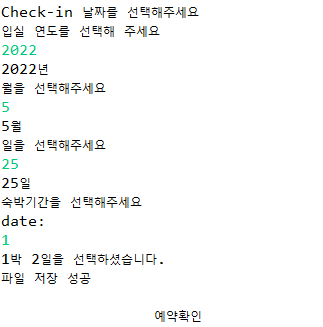 Check-in 날짜를 선택해주세요
입실 연도를 선택해 주세요
2022
2022년
월을 선택해주세요
5
5월
일을 선택해주세요
25
25일
숙박기간을 선택해주세요
date:
1
1박 2일을 선택하셨습니다.
파일 저장 성공
예약확인